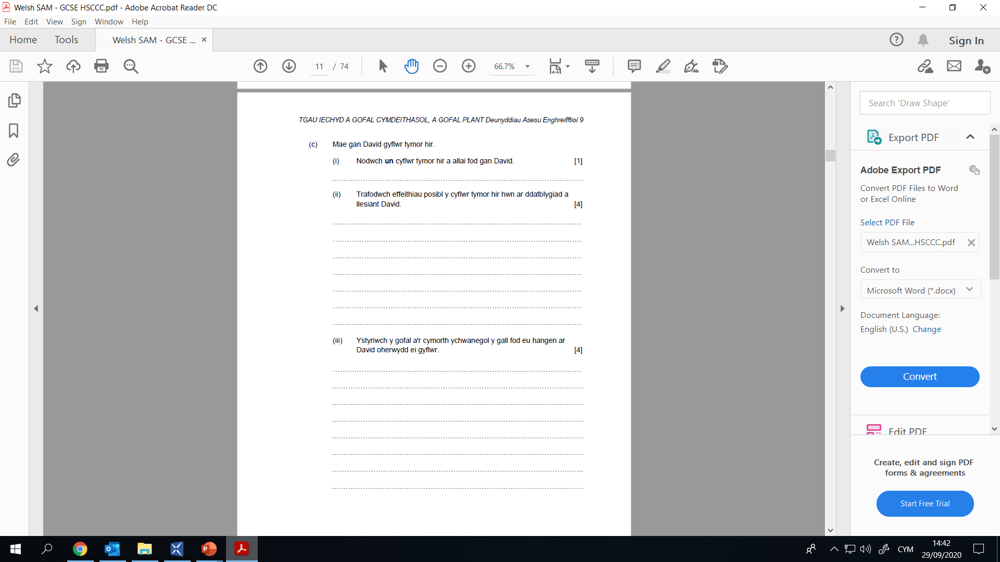 Welsh SAM - GCSE HSCCC.pdf - Adobe Acrobat Reader DC
File Edit View Sign Window Help
Home Tools Welsh SAM - GCSE ... × Sign In
11 / 74 66.7%
TGAU IECHYD A GOFAL CYMDEITHASOL, A GOFAL PLANT Deunyddiau Asesu Enghreifftiol 9
(c) Mae gan David gyflwr tymor hir.
(i) Nodwch un cyflwr tymor hir a allai fod gan David. [1]
(ii) Trafodwch effeithiau posibl y cyflwr tymor hir hwn ar ddatblygiad a
llesiant David. [4]
(iii) Ystyriwch y gofal a'r cymorth ychwanegol y gall fod eu hangen ar
David oherwydd ei gyflwr. [4]
Search 'Draw Shape'
Export PDF
Adobe Export PDF
Convert PDF Files to Word
or Excel Online
Select PDF File
Welsh SAM...HSCCC.pdf
Convert to
Microsoft Word (*.docx)
Document Language:
English (U.S.) Change
Convert
Edit PDF
Create, edit and sign PDF
forms & agreements
Start Free Trial
CYM
14:42
29/09/2020